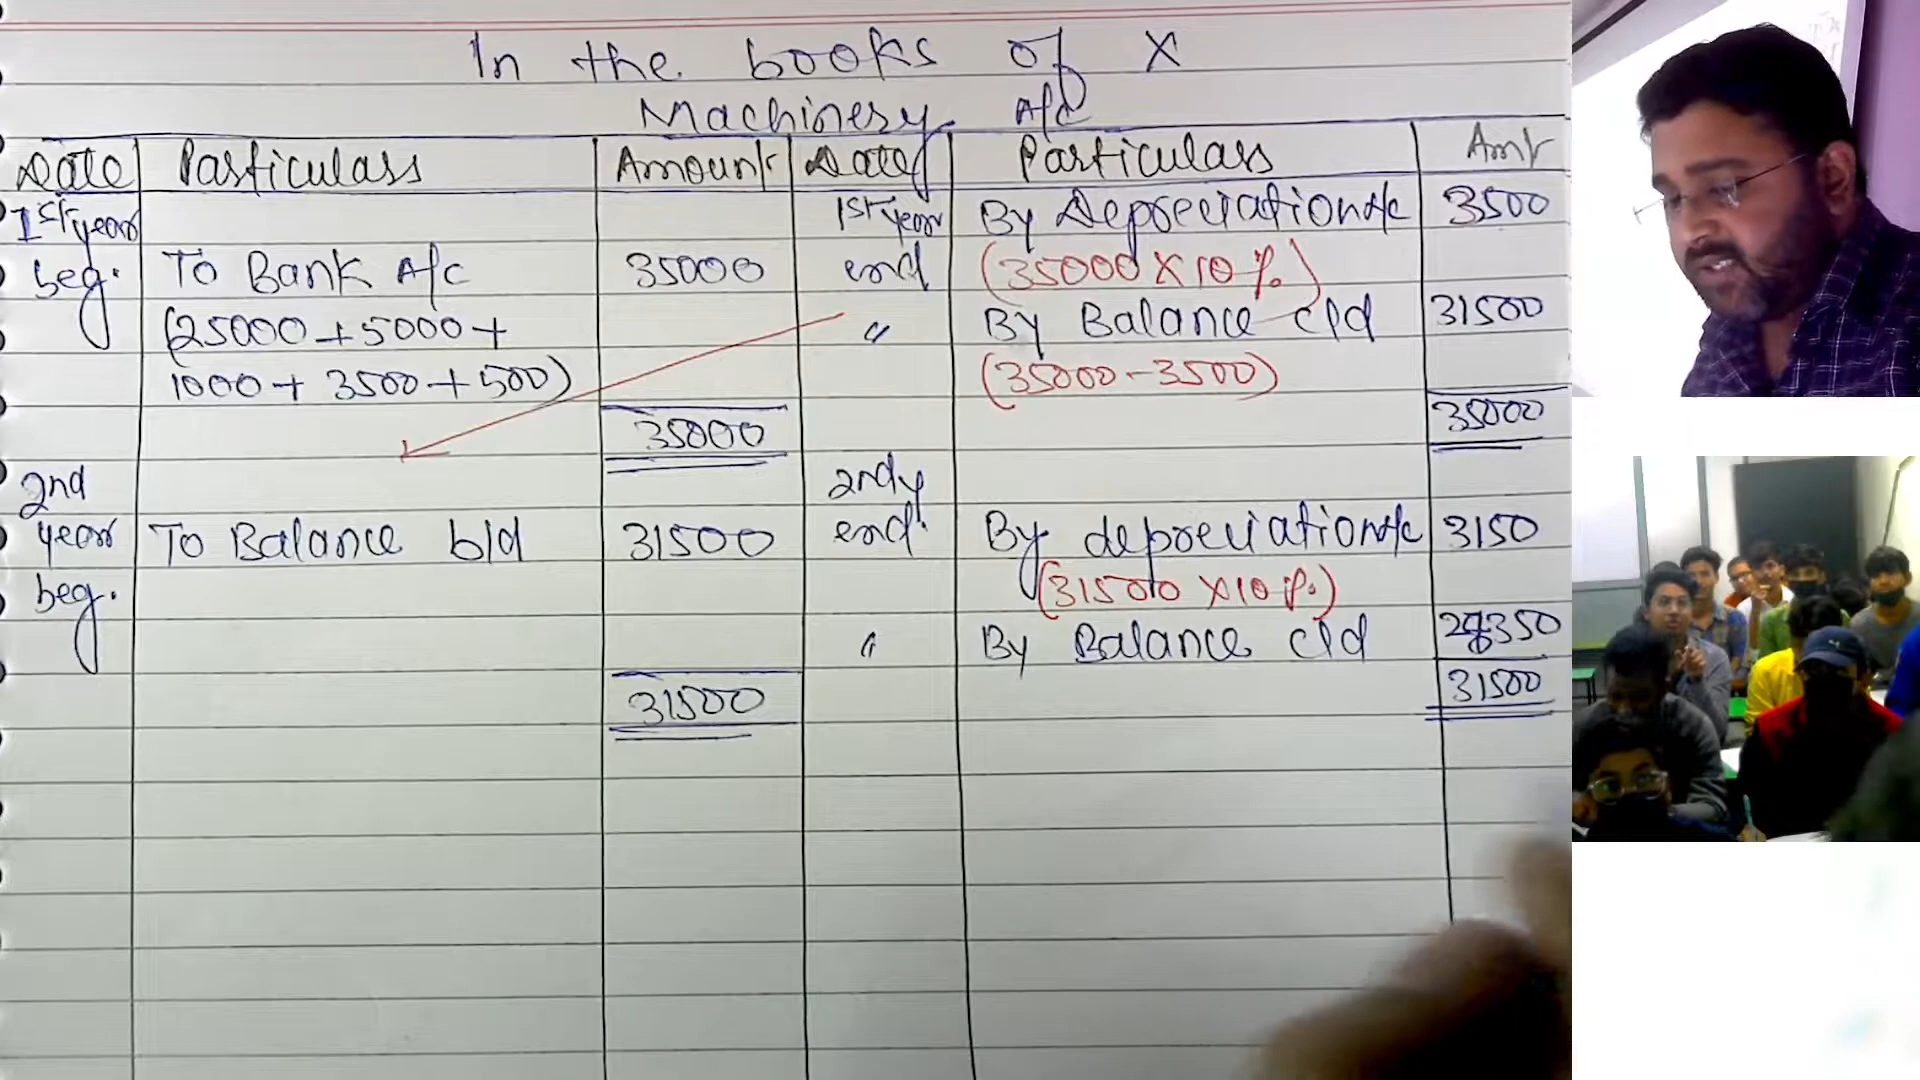 In the books of X
Machinery A/c
Date Particulars Amount Date Particulars Amt
1st year 1st year By Depreciation A/c 3500
beg. To Bank A/c 35000 end (35000 X 10 %)
(25000 + 5000 + " By Balance c/d 31500
1000 + 3500 + 500) (35000 - 3500)
35000 35000
2nd 2nd y
year To Balance b/d 31500 end. By depreciation A/c 3150
beg. (31500 X 10 %)
" By Balance c/d 28350
31500 31500